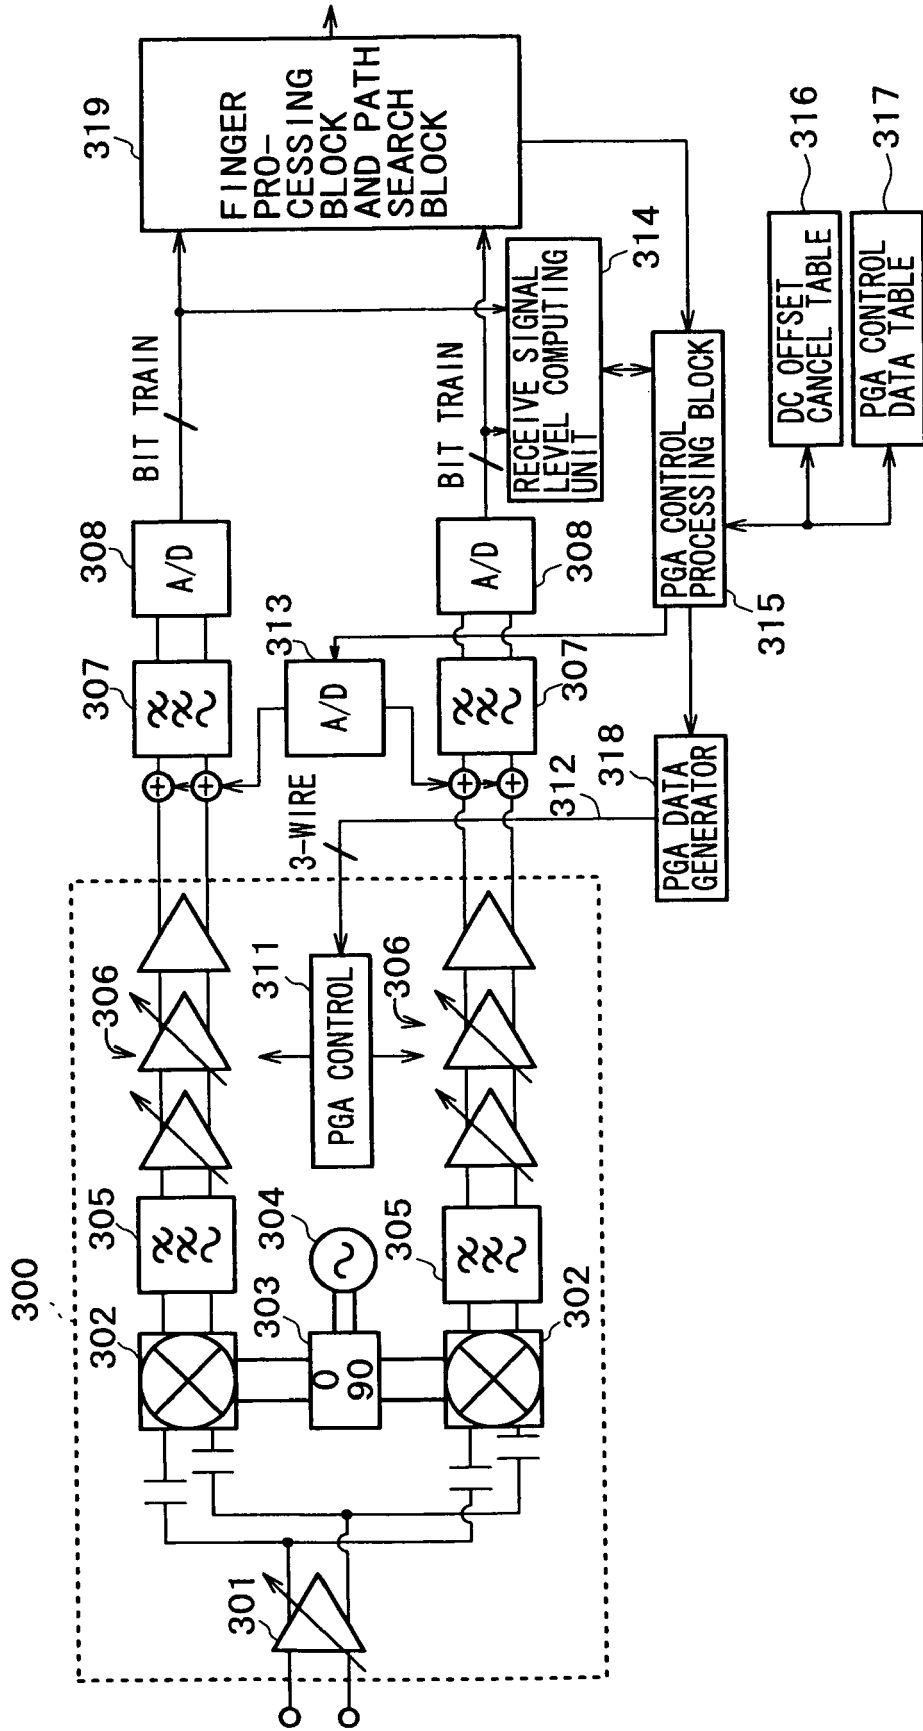 300
301
302
303
304
302
305
305
306
306
311
PGA CONTROL
0
90
3-WIRE
312
307
307
308
308
A/D
A/D
313
A/D
BIT TRAIN
BIT TRAIN
319
FINGER
PRO-
CESSING
BLOCK
AND PATH
SEARCH
BLOCK
RECEIVE SIGNAL
LEVEL COMPUTING
UNIT
314
PGA CONTROL
PROCESSING BLOCK
315
318
PGA DATA
GENERATOR
DC OFFSET
CANCEL TABLE
316
PGA CONTROL
DATA TABLE
317